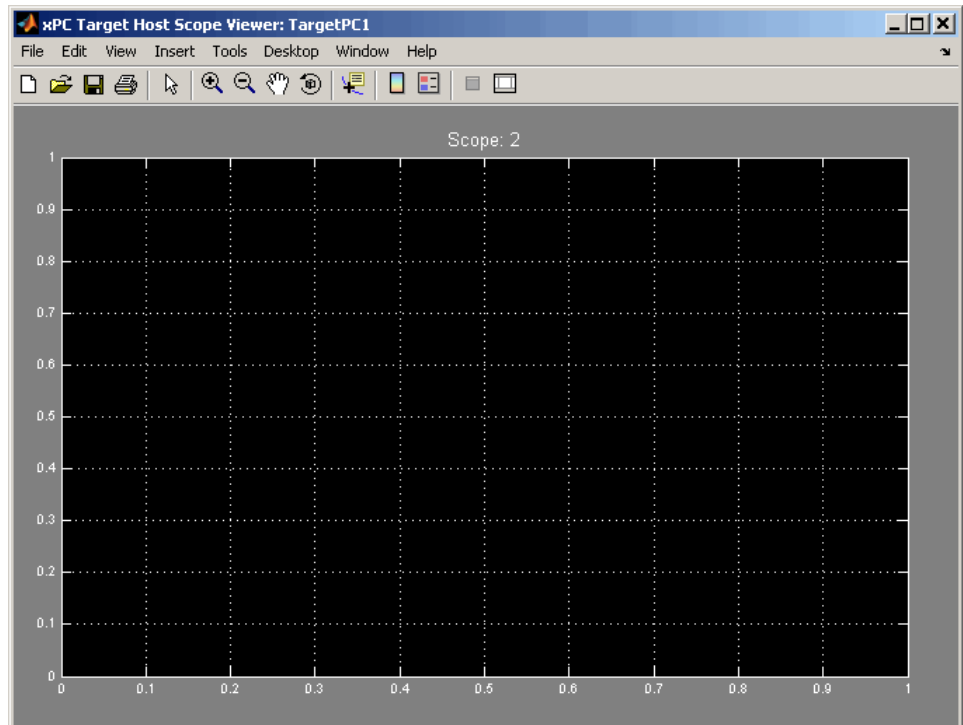 xPC Target Host Scope Viewer: TargetPC1
File Edit View Insert Tools Desktop Window Help
Scope: 2
1
0.9
0.8
0.7
0.6
0.5
0.4
0.3
0.2
0.1
0
0 0.1 0.2 0.3 0.4 0.5 0.6 0.7 0.8 0.9 1